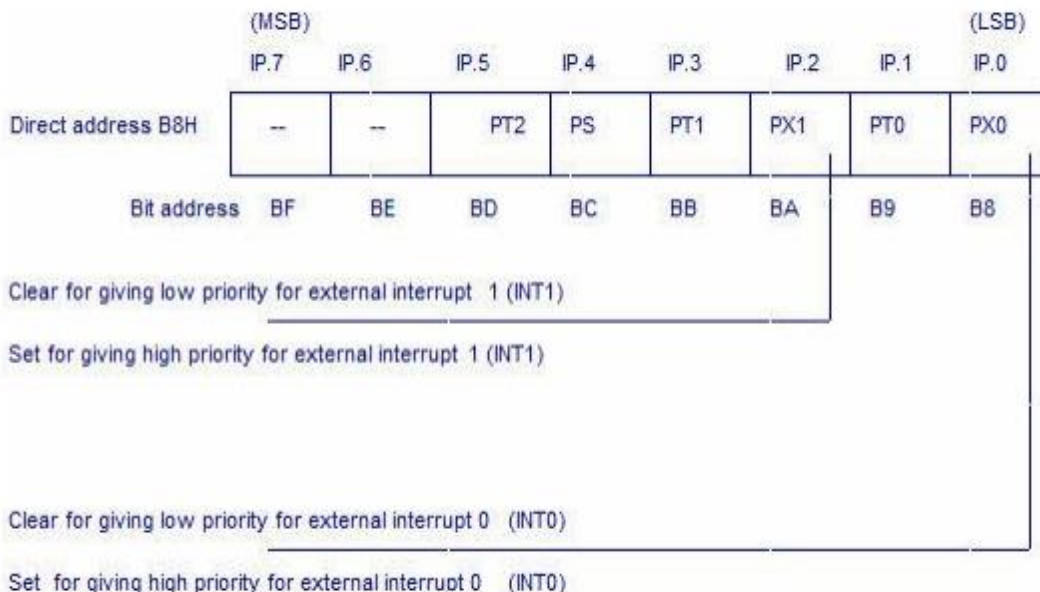 (MSB) (LSB)
IP.7 IP.6 IP.5 IP.4 IP.3 IP.2 IP.1 IP.0
Direct address B8H -- -- PT2 PS PT1 PX1 PT0 PX0
Bit address BF BE BD BC BB BA B9 B8
Clear for giving low priority for external interrupt 1 (INT1)
Set for giving high priority for external interrupt 1 (INT1)
Clear for giving low priority for external interrupt 0 (INT0)
Set for giving high priority for external interrupt 0 (INT0)